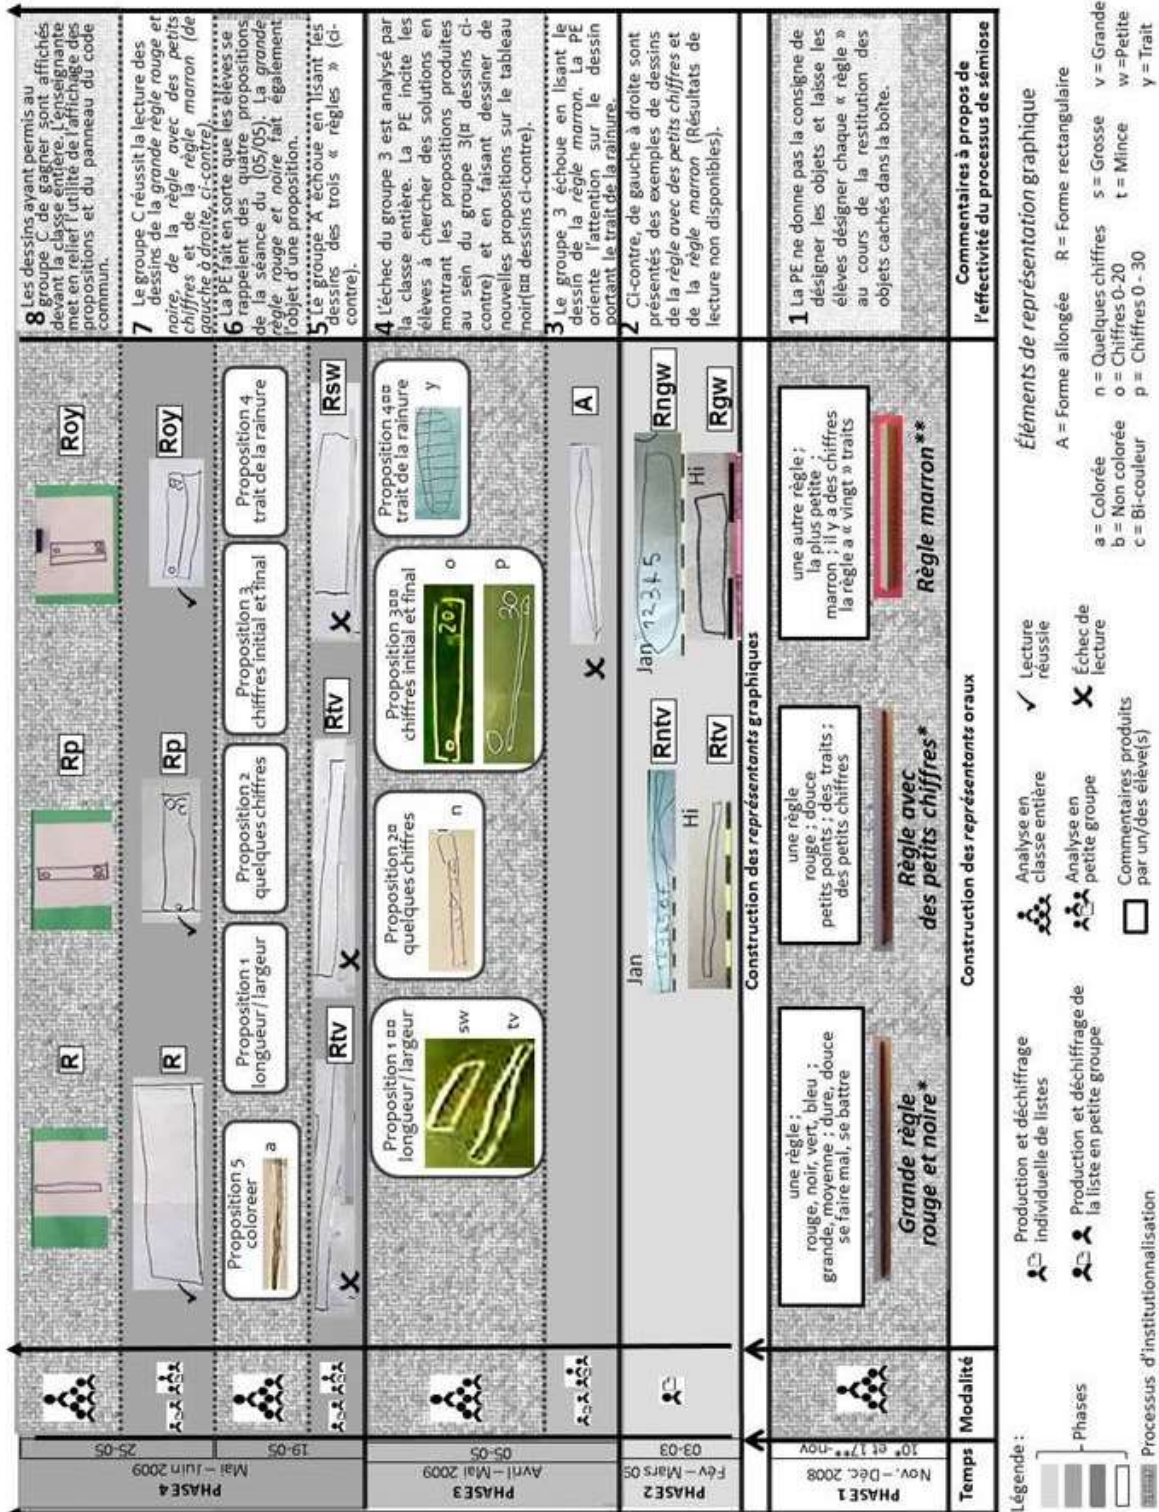 8 Les dessins ayant permis au
groupe C de gagner sont affichés
devant la classe entière. L'enseignante
met en relief l'utilité de l'affichage des
propositions et du panneau du code
commun.
7 Le groupe C réussit la lecture des
dessins de la grande règle rouge et
noire, de la règle avec des petits
chiffres et de la règle marron (de
gauche à droite, ci-contre).
6 La PE fait en sorte que les élèves se
rappellent des quatre propositions
de la séance du (05/05). La grande
règle rouge et noire fait également
l'objet d'une proposition.
5 Le groupe A échoue en lisant les
dessins des trois « règles » (ci-
contre).
4 L'échec du groupe 3 est analysé par
la classe entière. La PE incite les
élèves à chercher des solutions en
montrant les propositions produites
au sein du groupe 3(¤ dessins ci-
contre) et en faisant dessiner de
nouvelles propositions sur le tableau
noir(¤¤ dessins ci-contre).
3 Le groupe 3 échoue en lisant le
dessin de la règle marron. La PE
oriente l'attention sur le dessin
portant le trait de la rainure.
2 Ci-contre, de gauche à droite sont
présentés des exemples de dessins
de la règle avec des petits chiffres et
de la règle marron (Résultats de
lecture non disponibles).
1 La PE ne donne pas la consigne de
désigner les objets et laisse les
élèves désigner chaque « règle »
au cours de la restitution des
objets cachés dans la boîte.
Commentaires à propos de
l'effectivité du processus de sémiose
R
Rp
Roy
R
Rp
Roy
Proposition 5
coloreer
a
Proposition 1
longueur / largeur
Proposition 2
quelques chiffres
Proposition 3
chiffres initial et final
Proposition 4
trait de la rainure
Rtv
Rtv
Rsw
Proposition 1 ¤¤
longueur / largeur
sw
tv
Proposition 2¤
quelques chiffres
n
Proposition 3¤¤
chiffres initial et final
0 20
o
0 30
p
Proposition 4¤¤
trait de la rainure
y
A
Jan
Rntv
Jan
12345
Rngw
Hi
Rtv
Hi
Rgw
Construction des représentants graphiques
une règle ;
rouge, noir, vert, bleu ;
grande, moyenne ; dure, douce
se faire mal, se battre
Grande règle
rouge et noire*
une règle
rouge ; douce
petits points ; des traits ;
des petits chiffres
Règle avec
des petits chiffres*
une autre règle ;
la plus petite ;
marron ; il y a des chiffres
la règle a « vingt » traits
Règle marron**
Construction des représentants oraux
PHASE 4
Mai – Juin 2009
25-05
19-05
PHASE 3
Avril – Mai 2009
05-05
PHASE 2
Fév – Mars 09
03-03
PHASE 1
Nov. – Déc. 2008
10* et 17**-nov-
Temps
Modalité
Légende :
Phases
Processus d'institutionnalisation
Production et déchiffrage
individuelle de listes
Production et déchiffrage de
la liste en petite groupe
Analyse en
classe entière
Analyse en
petite groupe
Commentaires produits
par un/des élève(s)
Lecture
réussie
Échec de
lecture
Éléments de représentation graphique
A = Forme allongée R = Forme rectangulaire
a = Colorée n = Quelques chiffres s = Grosse v = Grande
b = Non colorée o = Chiffres 0-20 t = Mince w =Petite
c = Bi-couleur p = Chiffres 0 - 30 y = Trait